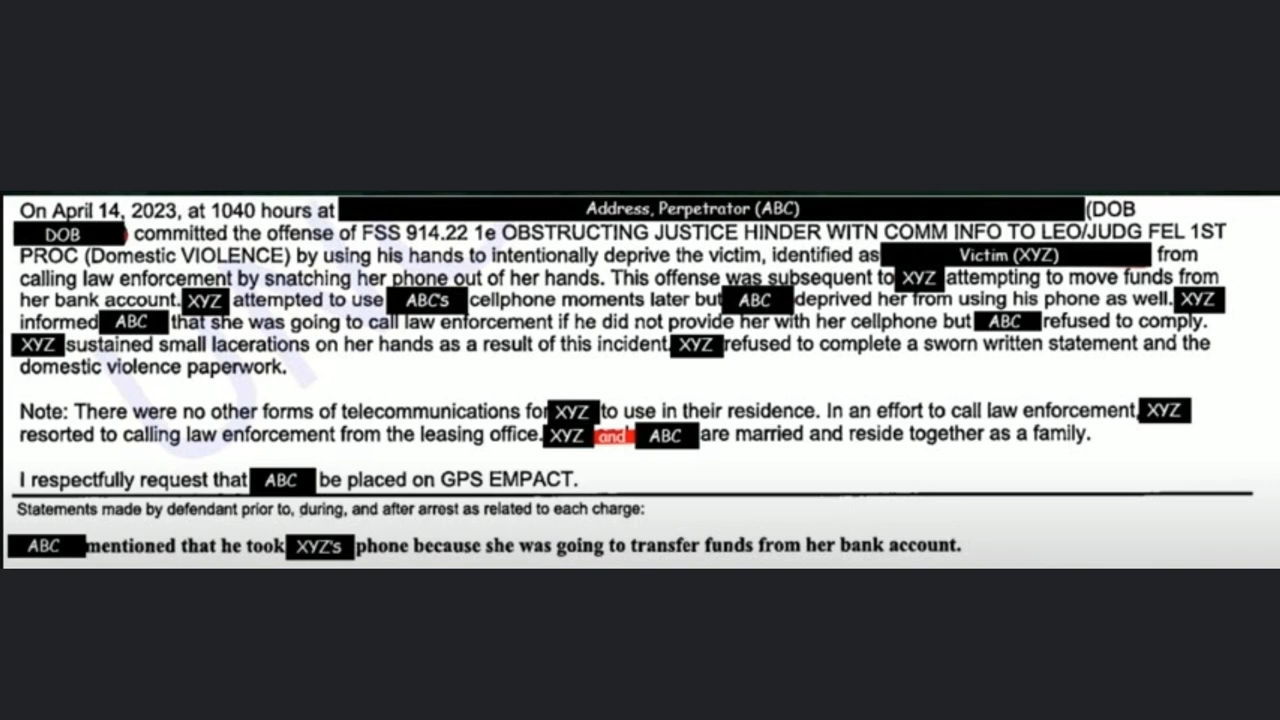 On April 14, 2023, at 1040 hours at Address, Perpetrator (ABC) (DOB
DOB ) committed the offense of FSS 914.22 1e OBSTRUCTING JUSTICE HINDER WITN COMM INFO TO LEO/JUDG FEL 1ST
PROC (Domestic VIOLENCE) by using his hands to intentionally deprive the victim, identified as Victim (XYZ) from
calling law enforcement by snatching her phone out of her hands. This offense was subsequent to XYZ attempting to move funds from
her bank account. XYZ attempted to use ABC's cellphone moments later but ABC deprived her from using his phone as well. XYZ
informed ABC that she was going to call law enforcement if he did not provide her with her cellphone but ABC refused to comply.
XYZ sustained small lacerations on her hands as a result of this incident. XYZ refused to complete a sworn written statement and the
domestic violence paperwork.
Note: There were no other forms of telecommunications for XYZ to use in their residence. In an effort to call law enforcement, XYZ
resorted to calling law enforcement from the leasing office. XYZ and ABC are married and reside together as a family.
I respectfully request that ABC be placed on GPS EMPACT.
Statements made by defendant prior to, during, and after arrest as related to each charge:
ABC mentioned that he took XYZ's phone because she was going to transfer funds from her bank account.